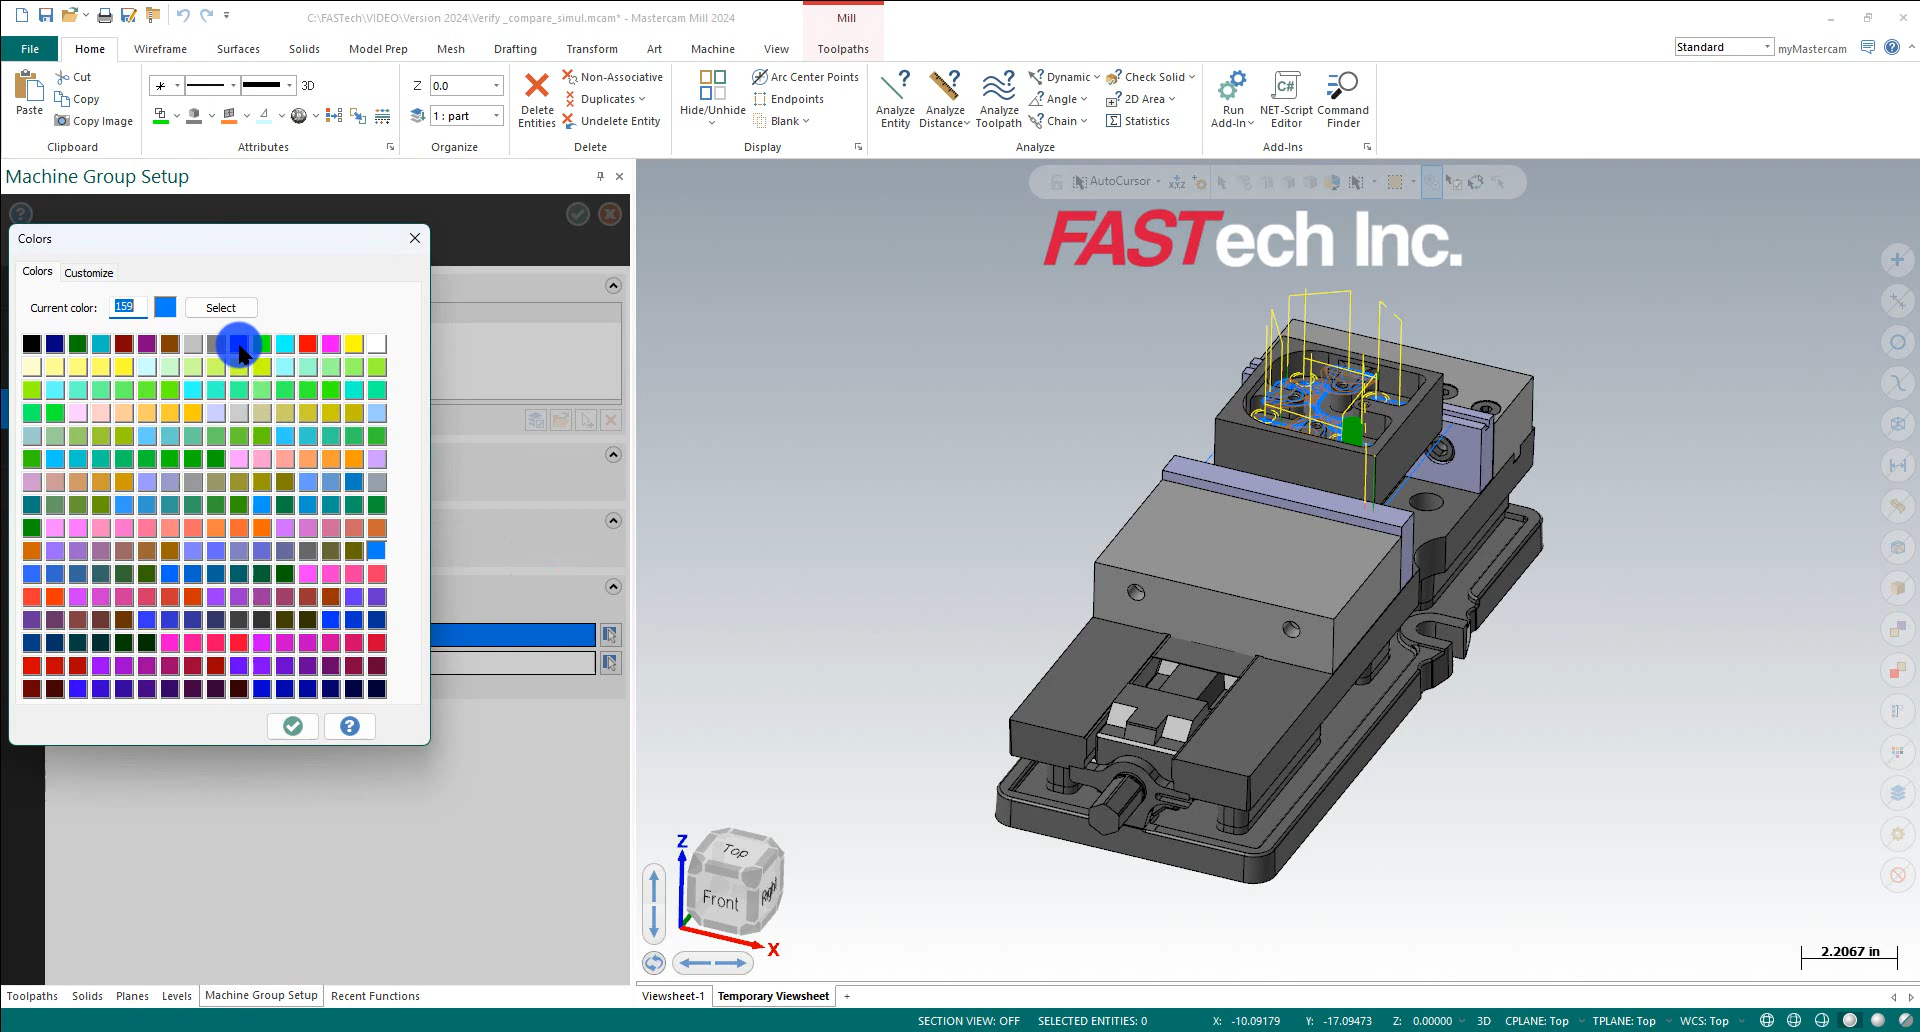 C:\FASTech\VIDEO\Version 2024\Verify _compare_simul.mcam* - Mastercam Mill 2024
Mill
File Home Wireframe Surfaces Solids Model Prep Mesh Drafting Transform Art Machine View Toolpaths
Standard myMastercam
Paste
Cut
Copy
Copy Image
Clipboard
3D
Attributes
Z 0.0
1 : part
Organize
Delete Entities
Non-Associative
Duplicates
Undelete Entity
Delete
Hide/Unhide
Arc Center Points
Endpoints
Blank
Display
Analyze Entity
Analyze Distance
Analyze Toolpath
Dynamic
Angle
Chain
Check Solid
2D Area
Statistics
Analyze
Run Add-In
NET-Script Editor
Command Finder
Add-Ins
C#
Machine Group Setup
Colors
Colors Customize
Current color: 159 Select
AutoCursor
FASTech Inc.
Top
Front
Right
Z
X
2.2067 in
Toolpaths Solids Planes Levels Machine Group Setup Recent Functions
Viewsheet-1 Temporary Viewsheet +
SECTION VIEW: OFF SELECTED ENTITIES: 0 X: -10.09179 Y: -17.09473 Z: 0.00000 3D CPLANE: Top TPLANE: Top WCS: Top